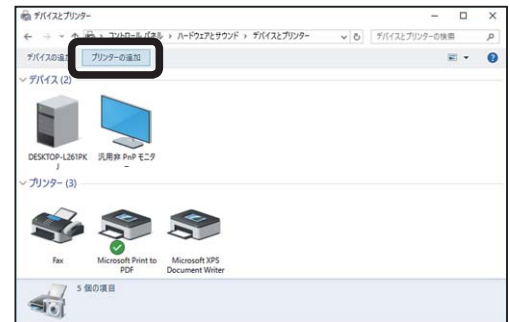 デバイスとプリンター
コントロール パネル › ハードウェアとサウンド › デバイスとプリンター
デバイスとプリンターの検索
デバイスの追加 プリンターの追加
デバイス (2)
DESKTOP-L261PK
J
汎用非 PnP モニタ
ー
プリンター (3)
Fax
Microsoft Print to
PDF
Microsoft XPS
Document Writer
5 個の項目